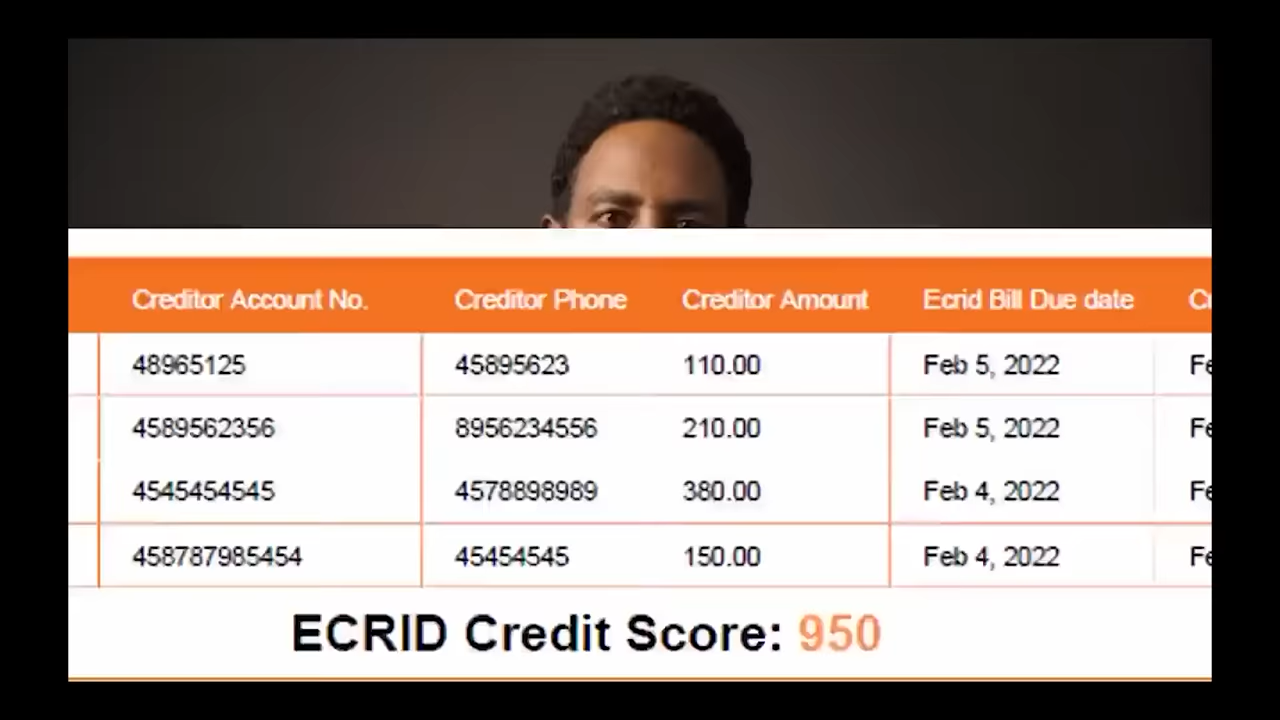 Creditor Account No. Creditor Phone Creditor Amount Ecrid Bill Due date
48965125 45895623 110.00 Feb 5, 2022
4589562356 8956234556 210.00 Feb 5, 2022
4545454545 4578898989 380.00 Feb 4, 2022
458787985454 45454545 150.00 Feb 4, 2022
ECRID Credit Score: 950